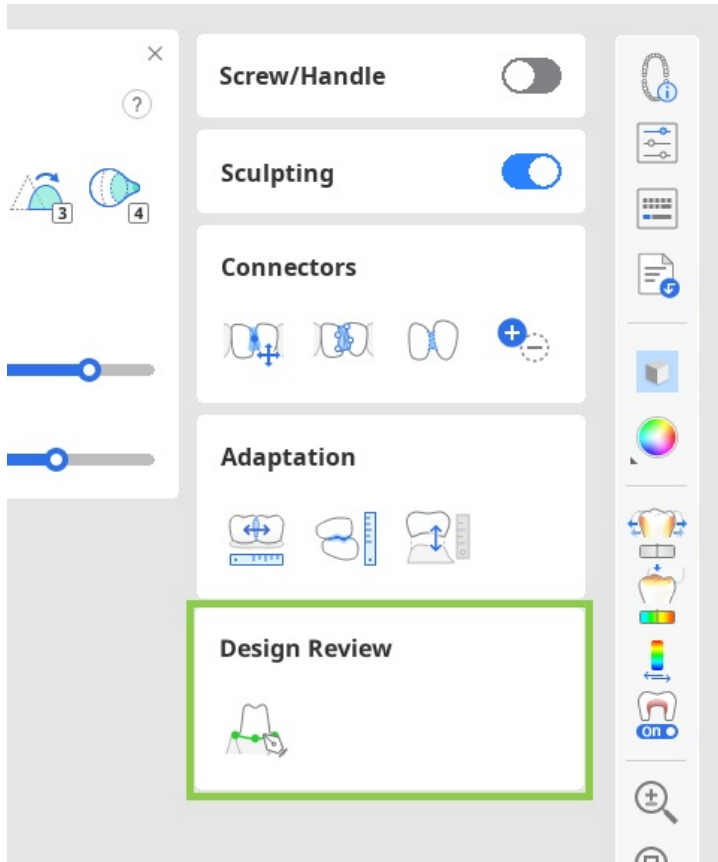 Screw/Handle
?
3
4
Sculpting
Connectors
Adaptation
Design Review
On